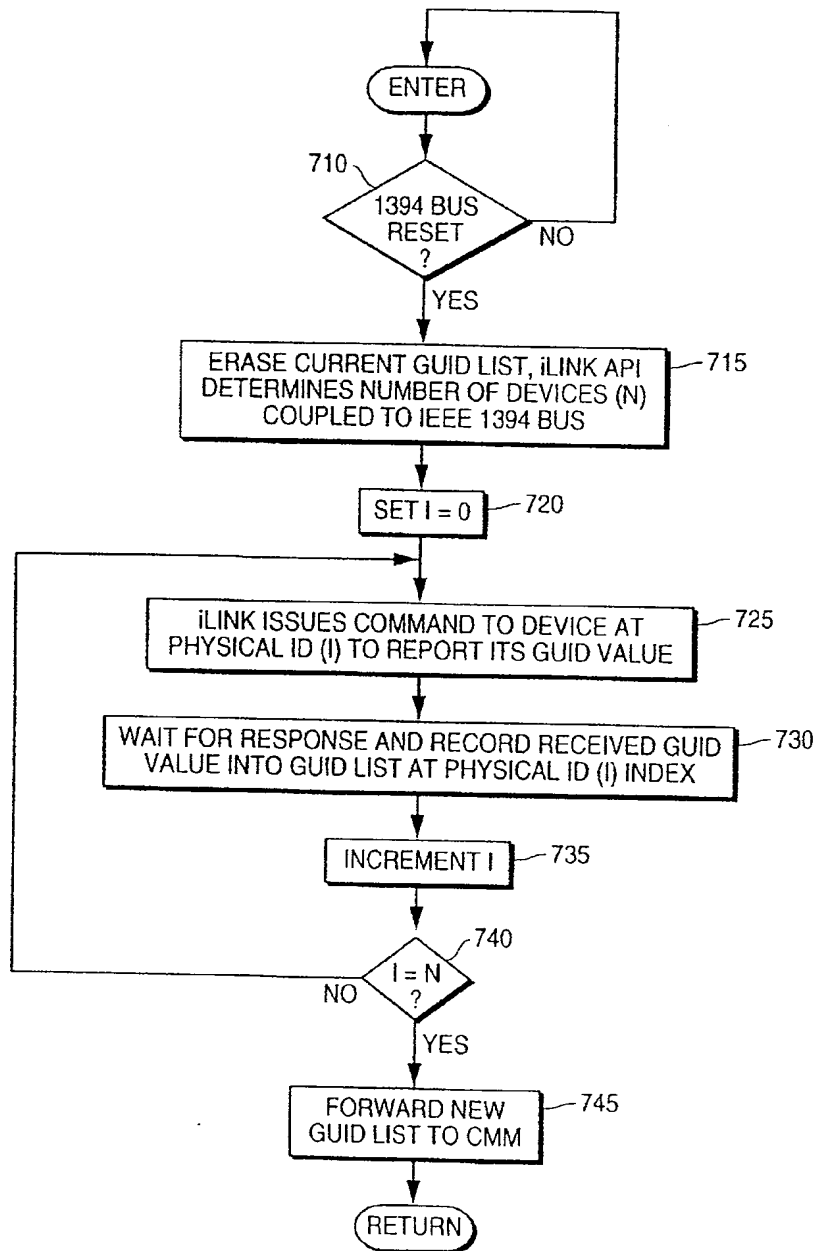 ENTER
710
1394 BUS
RESET
?
NO
YES
ERASE CURRENT GUID LIST, iLINK API
DETERMINES NUMBER OF DEVICES (N)
COUPLED TO IEEE 1394 BUS
715
SET I = 0
720
iLINK ISSUES COMMAND TO DEVICE AT
PHYSICAL ID (I) TO REPORT ITS GUID VALUE
725
WAIT FOR RESPONSE AND RECORD RECEIVED GUID
VALUE INTO GUID LIST AT PHYSICAL ID (I) INDEX
730
INCREMENT I
735
740
I = N
?
NO
YES
FORWARD NEW
GUID LIST TO CMM
745
RETURN